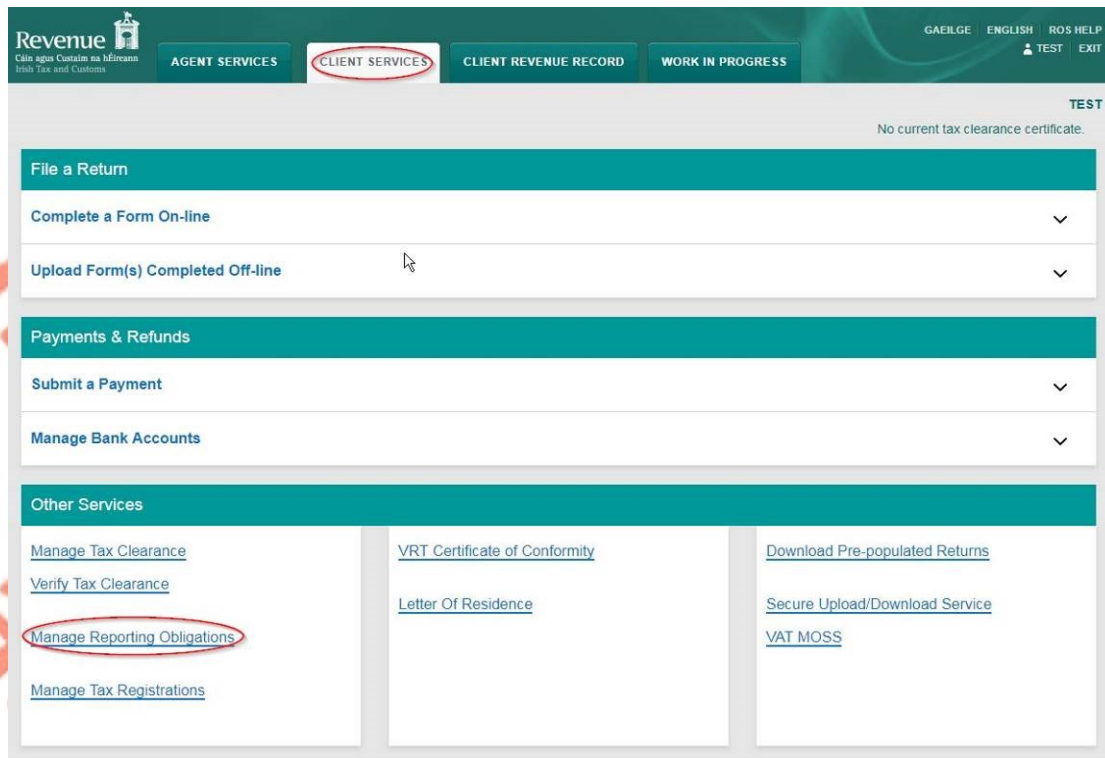 Revenue
Cáin agus Custaim na hÉireann
Irish Tax and Customs
AGENT SERVICES
CLIENT SERVICES
CLIENT REVENUE RECORD
WORK IN PROGRESS
GAEILGE ENGLISH ROS HELP
TEST EXIT
TEST
No current tax clearance certificate.
File a Return
Complete a Form On-line
Upload Form(s) Completed Off-line
Payments & Refunds
Submit a Payment
Manage Bank Accounts
Other Services
Manage Tax Clearance
Verify Tax Clearance
Manage Reporting Obligations
Manage Tax Registrations
VRT Certificate of Conformity
Letter Of Residence
Download Pre-populated Returns
Secure Upload/Download Service
VAT MOSS